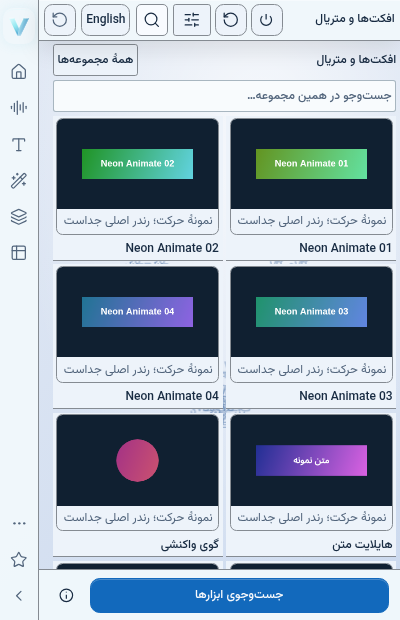 افکت‌ها و متریال
English
افکت‌ها و متریال
همهٔ مجموعه‌ها
جست‌وجو در همین مجموعه...
Neon Animate 01
نمونهٔ حرکت؛ رندر اصلی جداست
Neon Animate 01
Neon Animate 02
نمونهٔ حرکت؛ رندر اصلی جداست
Neon Animate 02
Neon Animate 03
نمونهٔ حرکت؛ رندر اصلی جداست
Neon Animate 03
Neon Animate 04
نمونهٔ حرکت؛ رندر اصلی جداست
Neon Animate 04
متن نمونه
نمونهٔ حرکت؛ رندر اصلی جداست
هایلایت متن
نمونهٔ حرکت؛ رندر اصلی جداست
گوی واکنشی
جست‌وجوی ابزارها